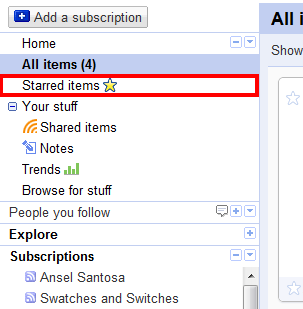 Add a subscription
Home
All items (4)
Starred items
Your stuff
Shared items
Notes
Trends
Browse for stuff
People you follow
Explore
Subscriptions
Ansel Santosa
Swatches and Switches
All i
Show